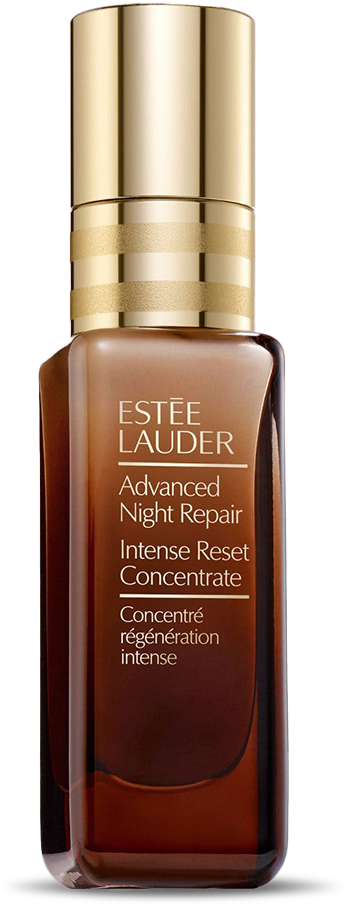 ESTĒE
LAUDER
Advanced
Night Repair
Intense Reset
Concentrate
Concentré
régénération
intense